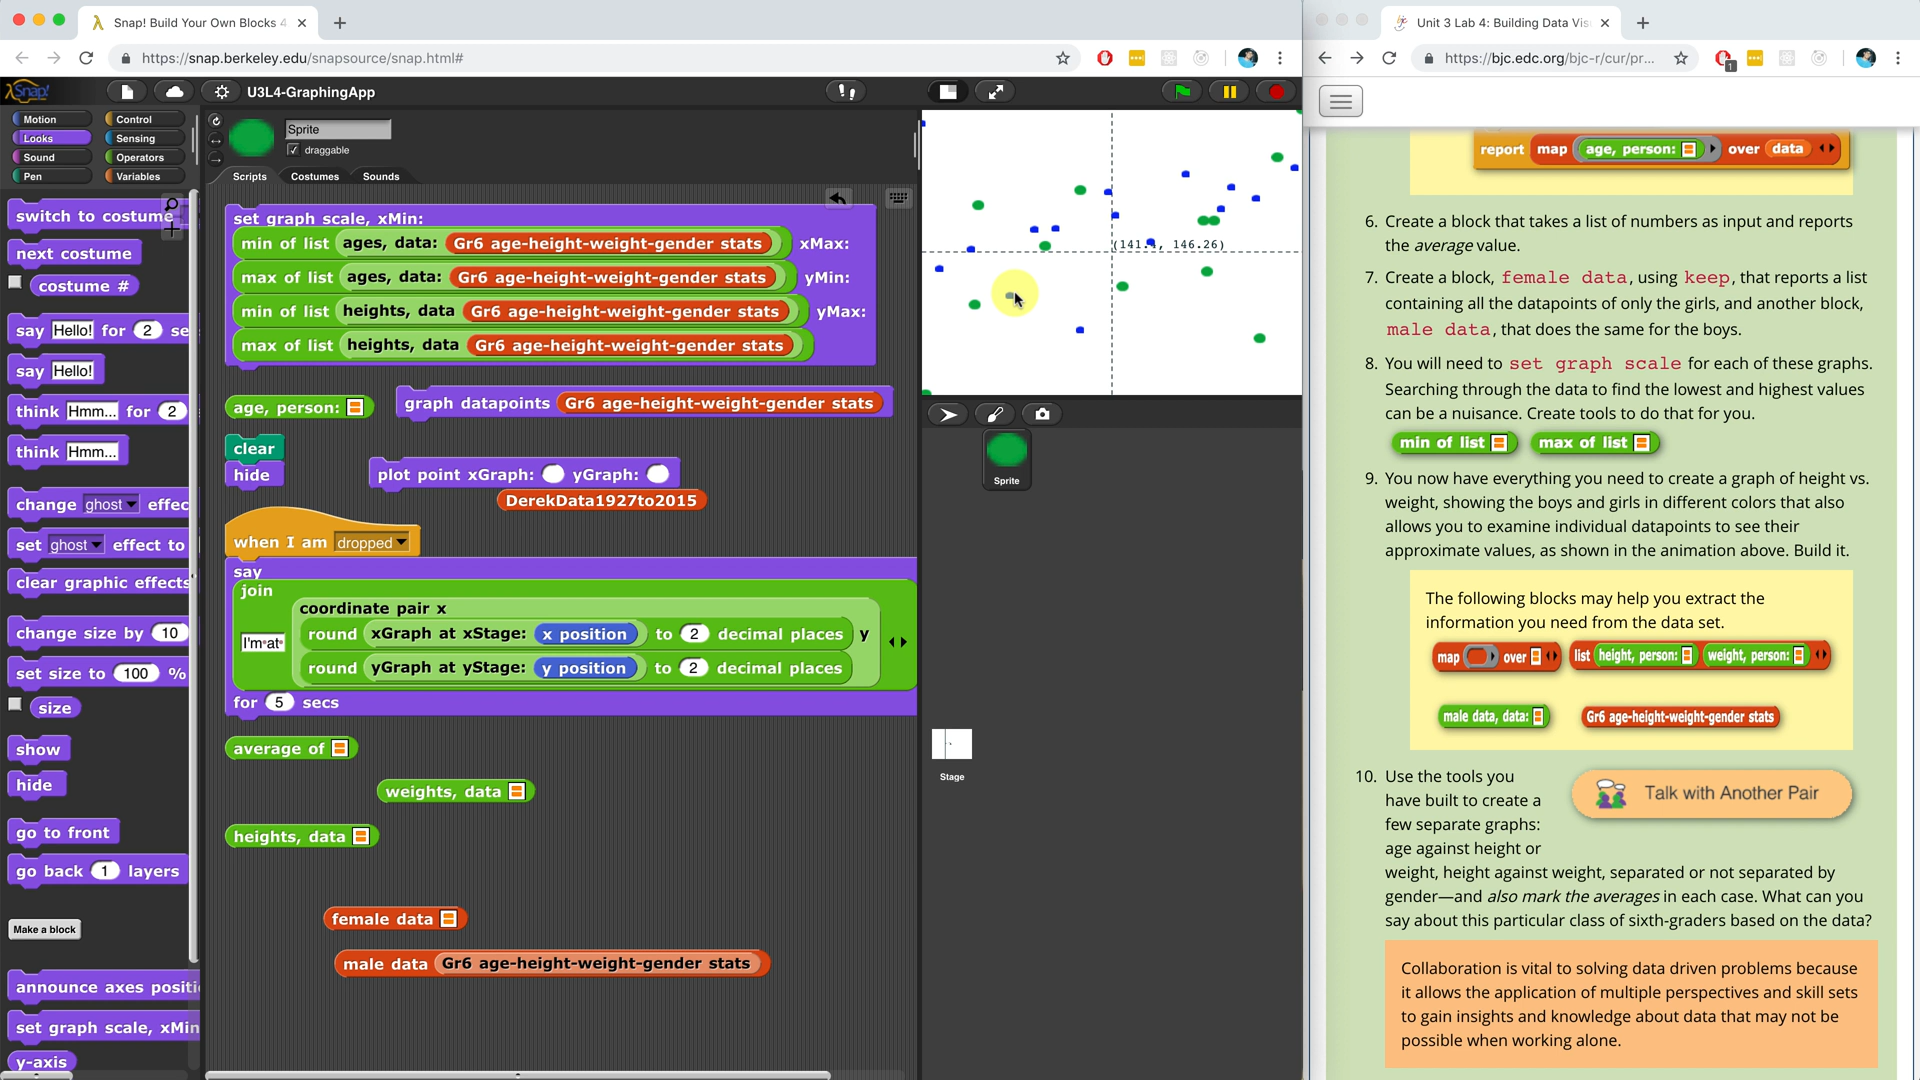 Snap! Build Your Own Blocks 4
https://snap.berkeley.edu/snapsource/snap.html#
Snap!
U3L4-GraphingApp
Motion
Control
Looks
Sensing
Sound
Operators
Pen
Variables
Sprite
draggable
Scripts
Costumes
Sounds
switch to costume
next costume
costume #
say Hello! for 2 se
say Hello!
think Hmm... for 2
think Hmm...
change ghost effec
set ghost effect to
clear graphic effects
change size by 10
set size to 100 %
size
show
hide
go to front
go back 1 layers
Make a block
announce axes positi
set graph scale, xMin
y-axis
set graph scale, xMin:
min of list ages, data: Gr6 age-height-weight-gender stats xMax:
max of list ages, data: Gr6 age-height-weight-gender stats yMin:
min of list heights, data Gr6 age-height-weight-gender stats yMax:
max of list heights, data Gr6 age-height-weight-gender stats
age, person:
graph datapoints Gr6 age-height-weight-gender stats
clear
hide
plot point xGraph: yGraph:
DerekData1927to2015
when I am dropped
say
join
I'm at
coordinate pair x
round xGraph at xStage: x position to 2 decimal places y
round yGraph at yStage: y position to 2 decimal places
for 5 secs
average of
weights, data
heights, data
female data
male data Gr6 age-height-weight-gender stats
Sprite
Stage
Unit 3 Lab 4: Building Data Vis
https://bjc.edc.org/bjc-r/cur/pr...
1
report map age, person: over data
6. Create a block that takes a list of numbers as input and reports
the average value.
7. Create a block, female data, using keep, that reports a list
containing all the datapoints of only the girls, and another block,
male data, that does the same for the boys.
8. You will need to set graph scale for each of these graphs.
Searching through the data to find the lowest and highest values
can be a nuisance. Create tools to do that for you.
min of list
max of list
9. You now have everything you need to create a graph of height vs.
weight, showing the boys and girls in different colors that also
allows you to examine individual datapoints to see their
approximate values, as shown in the animation above. Build it.
The following blocks may help you extract the
information you need from the data set.
map over
list height, person: weight, person:
male data, data:
Gr6 age-height-weight-gender stats
10. Use the tools you
have built to create a
few separate graphs:
age against height or
weight, height against weight, separated or not separated by
gender—and also mark the averages in each case. What can you
say about this particular class of sixth-graders based on the data?
Talk with Another Pair
Collaboration is vital to solving data driven problems because
it allows the application of multiple perspectives and skill sets
to gain insights and knowledge about data that may not be
possible when working alone.